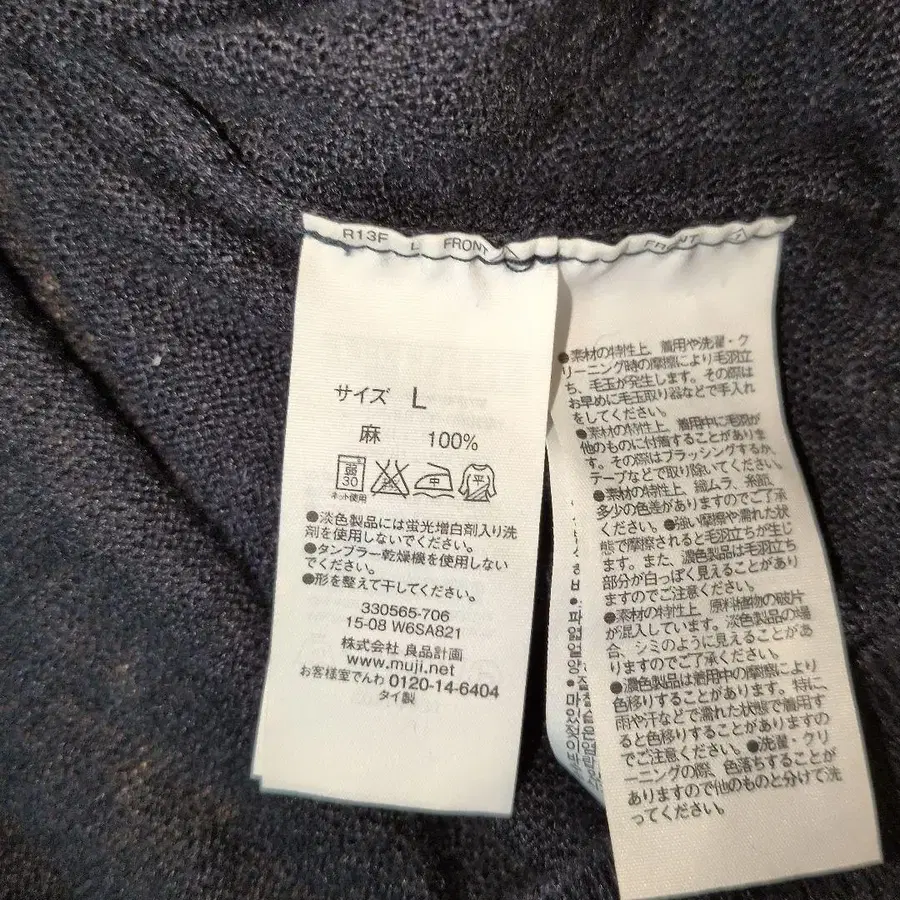 R13F L FRONT
サイズ L
麻 100%
弱
30
ネット使用
中
平
●淡色製品には蛍光増白剤入り洗
剤を使用しないでください。
●タンブラー乾燥機を使用しない
でください。
●形を整えて干してください。
330565-706
15-08 W6SA821
株式会社 良品計画
www.muji.net
お客様室でんわ 0120-14-6404
タイ製
FRONT
●素材の特性上、着用や洗濯・ク
リーニング時の摩擦により毛羽立
ち、毛玉が発生します。その際は
お早めに毛玉取り器などで手入れ
をしてください。
●素材の特性上、着用中に毛羽が
他のものに付着することがありま
す。その際はブラッシングするか、
テープなどで取り除いてください。
●素材の特性上、織ムラ、糸節、
多少の色差がありますのでご了承
ください。●強い摩擦や濡れた状
態で摩擦されると毛羽立ちが生じ
ます。また、濃色製品は毛羽立ち
部分が白っぽく見えることがあり
ますのでご注意ください。
●素材の特性上、原料植物の破片
が混入しています。淡色製品の場
合、シミのように見えることがあ
りますのでご了承ください。
●濃色製品は着用中の摩擦により
色移りすることがあります。特に、
雨や汗などで濡れた状態で着用す
ると色移りすることがありますの
でご注意ください。●洗濯・クリ
ーニングの際、色落ちすることが
ありますので他のものと分けて洗
ってください。